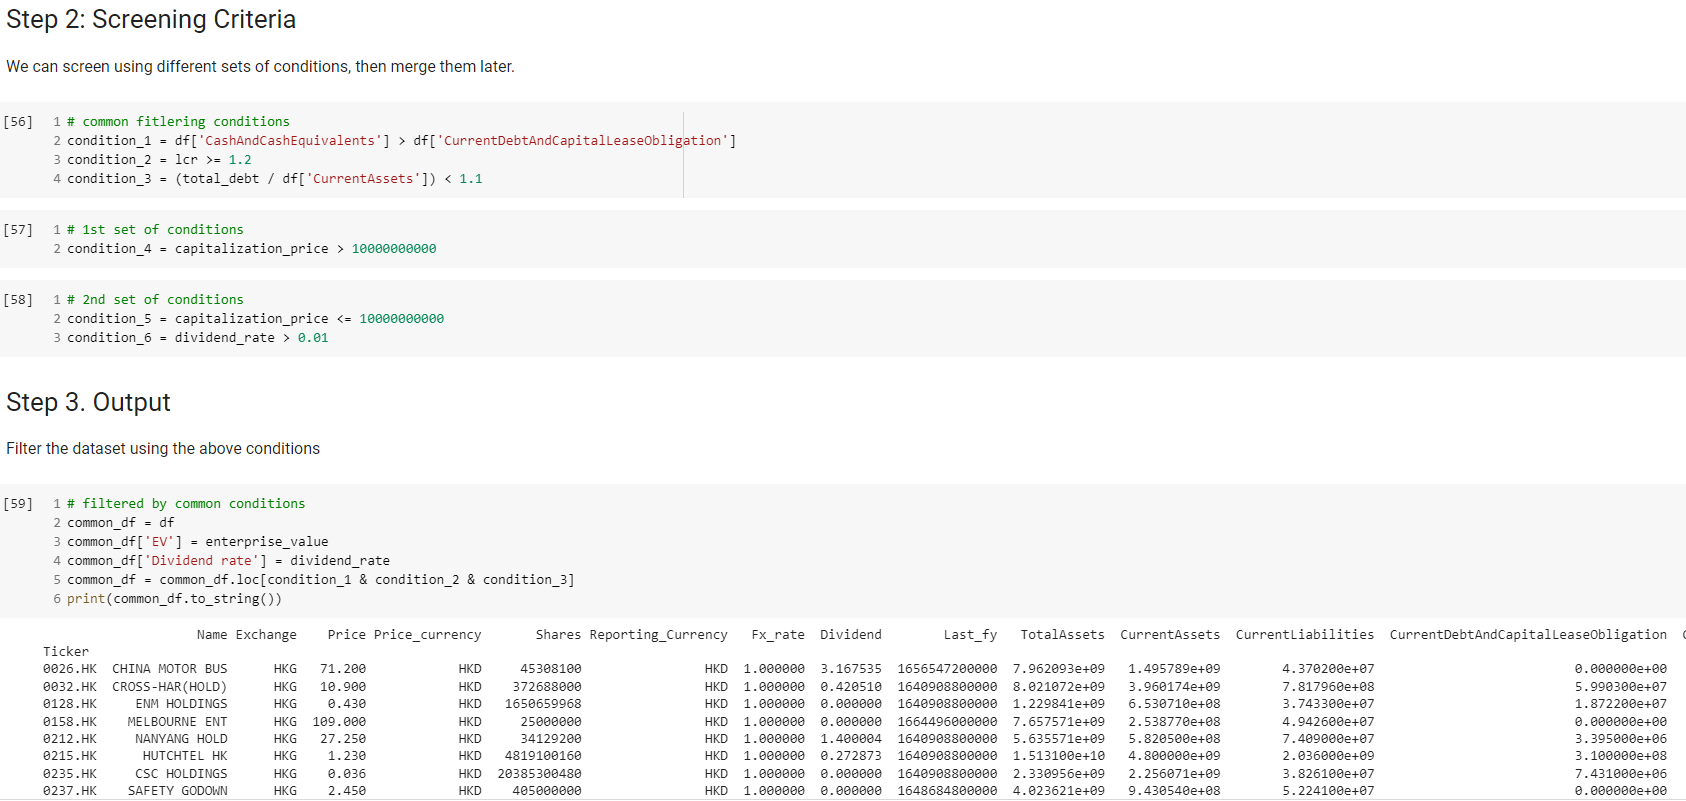 Step 2: Screening Criteria
We can screen using different sets of conditions, then merge them later.
[56] 1 # common fitlering conditions
2 condition_1 = df['CashAndCashEquivalents'] > df['CurrentDebtAndCapitalLeaseObligation']
3 condition_2 = lcr >= 1.2
4 condition_3 = (total_debt / df['CurrentAssets']) < 1.1
[57] 1 # 1st set of conditions
2 condition_4 = capitalization_price > 10000000000
[58] 1 # 2nd set of conditions
2 condition_5 = capitalization_price <= 10000000000
3 condition_6 = dividend_rate > 0.01
Step 3. Output
Filter the dataset using the above conditions
[59] 1 # filtered by common conditions
2 common_df = df
3 common_df['EV'] = enterprise_value
4 common_df['Dividend rate'] = dividend_rate
5 common_df = common_df.loc[condition_1 & condition_2 & condition_3]
6 print(common_df.to_string())
Name Exchange Price Price_currency Shares Reporting_Currency Fx_rate Dividend Last_fy TotalAssets CurrentAssets CurrentLiabilities CurrentDebtAndCapitalLeaseObligation
Ticker
0026.HK CHINA MOTOR BUS HKG 71.200 HKD 45308100 HKD 1.000000 3.167535 1656547200000 7.962093e+09 1.495789e+09 4.370200e+07 0.000000e+00
0032.HK CROSS-HAR(HOLD) HKG 10.900 HKD 372688000 HKD 1.000000 0.420510 1640908800000 8.021072e+09 3.960174e+09 7.817960e+08 5.990300e+07
0128.HK ENM HOLDINGS HKG 0.430 HKD 1650659968 HKD 1.000000 0.000000 1640908800000 1.229841e+09 6.530710e+08 3.743300e+07 1.872200e+07
0158.HK MELBOURNE ENT HKG 109.000 HKD 25000000 HKD 1.000000 0.000000 1664496000000 7.657571e+09 2.538770e+08 4.942600e+07 0.000000e+00
0212.HK NANYANG HOLD HKG 27.250 HKD 34129200 HKD 1.000000 1.400004 1640908800000 5.635571e+09 5.820500e+08 7.409000e+07 3.395000e+06
0215.HK HUTCHTEL HK HKG 1.230 HKD 4819100160 HKD 1.000000 0.272873 1640908800000 1.513100e+10 4.800000e+09 2.036000e+09 3.100000e+08
0235.HK CSC HOLDINGS HKG 0.036 HKD 20385300480 HKD 1.000000 0.000000 1640908800000 2.330956e+09 2.256071e+09 3.826100e+07 7.431000e+06
0237.HK SAFETY GODOWN HKG 2.450 HKD 405000000 HKD 1.000000 0.000000 1648684800000 4.023621e+09 9.430540e+08 5.224100e+07 0.000000e+00